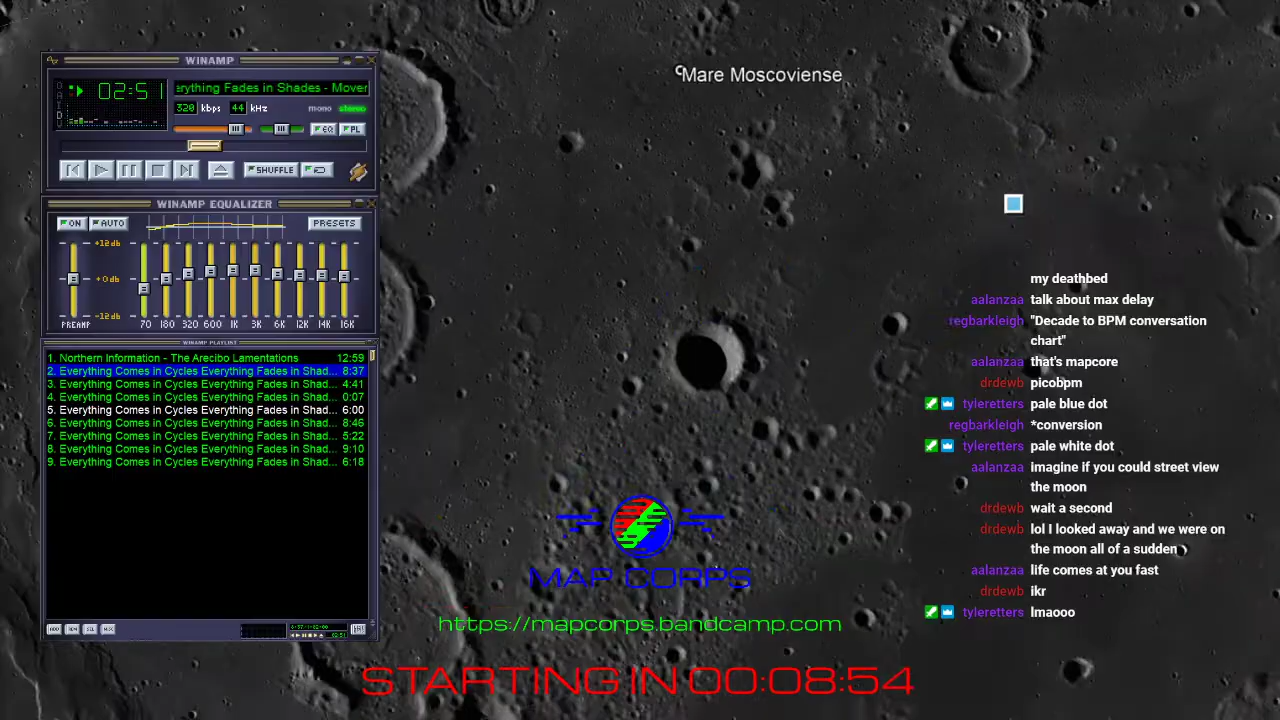 WINAMP
02:51
erything Fades in Shades - Mover
320 kbps 44 kHz mono stereo
EQ PL
SHUFFLE
WINAMP EQUALIZER
ON AUTO PRESETS
+12db
+0db
-12db
PREAMP 70 180 320 600 1K 3K 6K 12K 14K 16K
WINAMP PLAYLIST
1. Northern Information - The Arecibo Lamentations 12:59
2. Everything Comes in Cycles Everything Fades in Shad... 8:37
3. Everything Comes in Cycles Everything Fades in Shad... 4:41
4. Everything Comes in Cycles Everything Fades in Shad... 0:07
5. Everything Comes in Cycles Everything Fades in Shad... 6:00
6. Everything Comes in Cycles Everything Fades in Shad... 8:46
7. Everything Comes in Cycles Everything Fades in Shad... 5:22
8. Everything Comes in Cycles Everything Fades in Shad... 9:10
9. Everything Comes in Cycles Everything Fades in Shad... 6:18
Mare Moscoviense
my deathbed
aalanzaa talk about max delay
regbarkleigh "Decade to BPM conversation
chart"
aalanzaa that's mapcore
drdewb picobpm
tyleretters pale blue dot
regbarkleigh *conversion
tyleretters pale white dot
aalanzaa imagine if you could street view
the moon
drdewb wait a second
drdewb lol I looked away and we were on
the moon all of a sudden
aalanzaa life comes at you fast
drdewb ikr
tyleretters lmaooo
MAP CORPS
https://mapcorps.bandcamp.com
STARTING IN 00:08:54